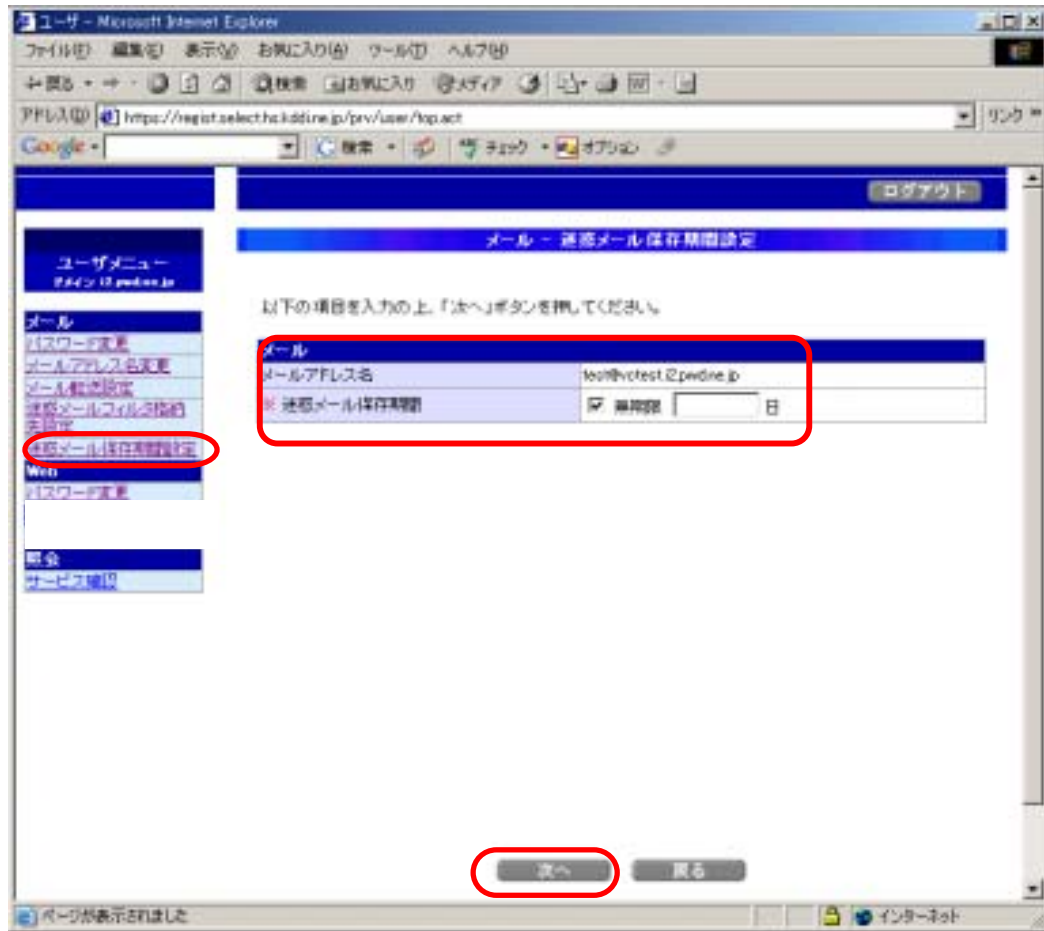 ユーザ - Microsoft Internet Explorer
ファイル(F) 編集(E) 表示(V) お気に入り(A) ツール(T) ヘルプ(H)
戻る 検索 お気に入り メディア
アドレス(D) https://regist.select.hs.kddi.ne.jp/prv/user/top.act リンク »
Google 検索 チェック オプション
ログアウト
メール - 迷惑メール保存期間設定
ユーザメニュー
ドメイン
以下の項目を入力の上、「次へ」ボタンを押してください。
メール
パスワード変更
メールアドレス名変更
メール転送設定
迷惑メールフィルタ格納
先設定
迷惑メール保存期間設定
Web
パスワード変更
照会
サービス確認
メール
メールアドレス名
※ 迷惑メール保存期間 無期限 日
次へ 戻る
ページが表示されました インターネット